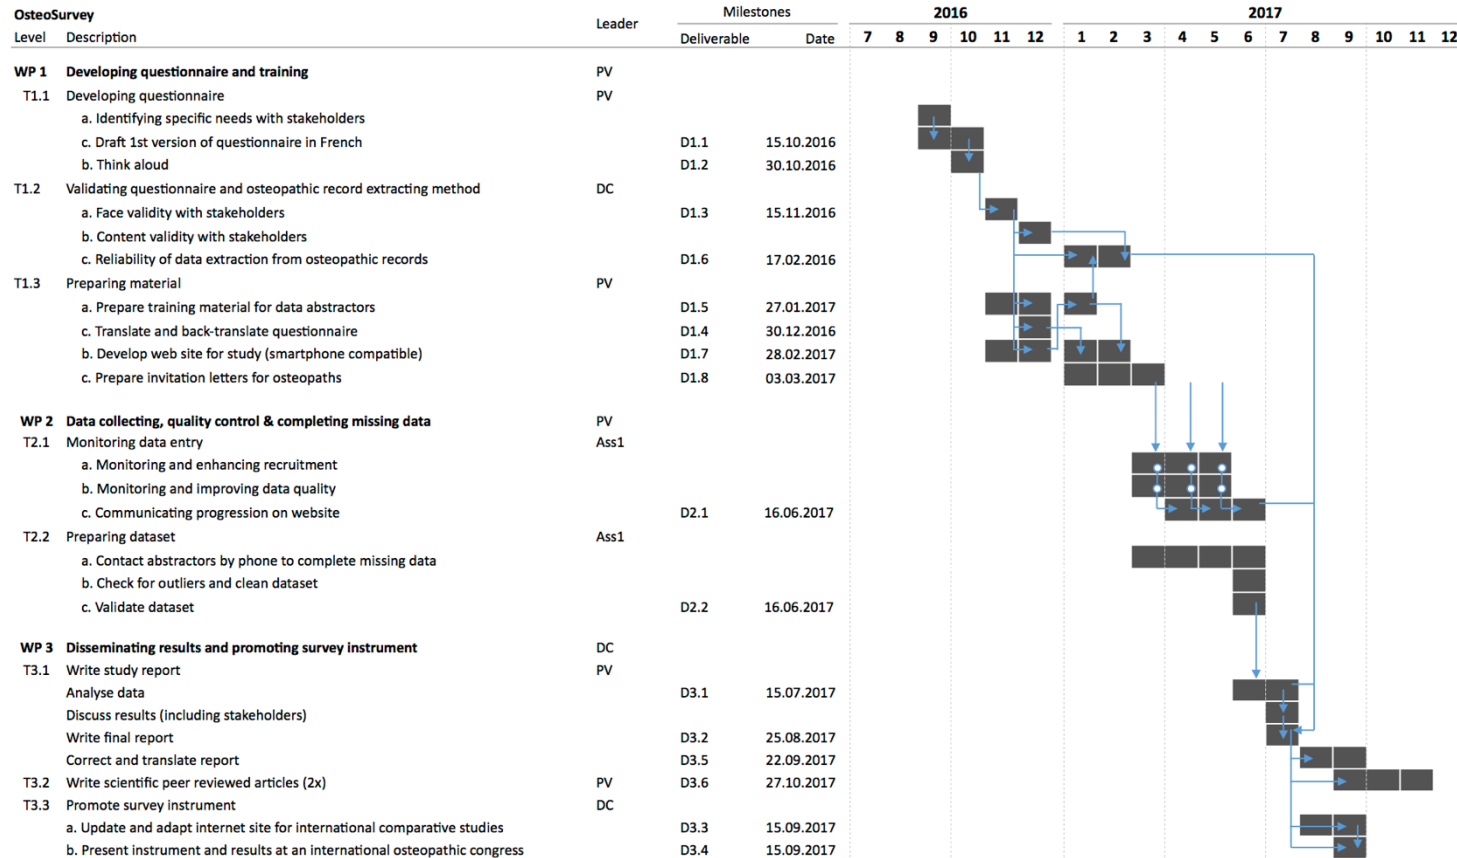 OsteoSurvey Leader Milestones 2016 2017
Level Description Deliverable Date 7 8 9 10 11 12 1 2 3 4 5 6 7 8 9 10 11 12
WP 1 Developing questionnaire and training PV
T1.1 Developing questionnaire PV
a. Identifying specific needs with stakeholders
c. Draft 1st version of questionnaire in French D1.1 15.10.2016
b. Think aloud D1.2 30.10.2016
T1.2 Validating questionnaire and osteopathic record extracting method DC
a. Face validity with stakeholders D1.3 15.11.2016
b. Content validity with stakeholders
c. Reliability of data extraction from osteopathic records D1.6 17.02.2016
T1.3 Preparing material PV
a. Prepare training material for data abstractors D1.5 27.01.2017
c. Translate and back-translate questionnaire D1.4 30.12.2016
b. Develop web site for study (smartphone compatible) D1.7 28.02.2017
c. Prepare invitation letters for osteopaths D1.8 03.03.2017
WP 2 Data collecting, quality control & completing missing data PV
T2.1 Monitoring data entry Ass1
a. Monitoring and enhancing recruitment
b. Monitoring and improving data quality
c. Communicating progression on website D2.1 16.06.2017
T2.2 Preparing dataset Ass1
a. Contact abstractors by phone to complete missing data
b. Check for outliers and clean dataset
c. Validate dataset D2.2 16.06.2017
WP 3 Disseminating results and promoting survey instrument DC
T3.1 Write study report PV
Analyse data D3.1 15.07.2017
Discuss results (including stakeholders)
Write final report D3.2 25.08.2017
Correct and translate report D3.5 22.09.2017
T3.2 Write scientific peer reviewed articles (2x) PV D3.6 27.10.2017
T3.3 Promote survey instrument DC
a. Update and adapt internet site for international comparative studies D3.3 15.09.2017
b. Present instrument and results at an international osteopathic congress D3.4 15.09.2017